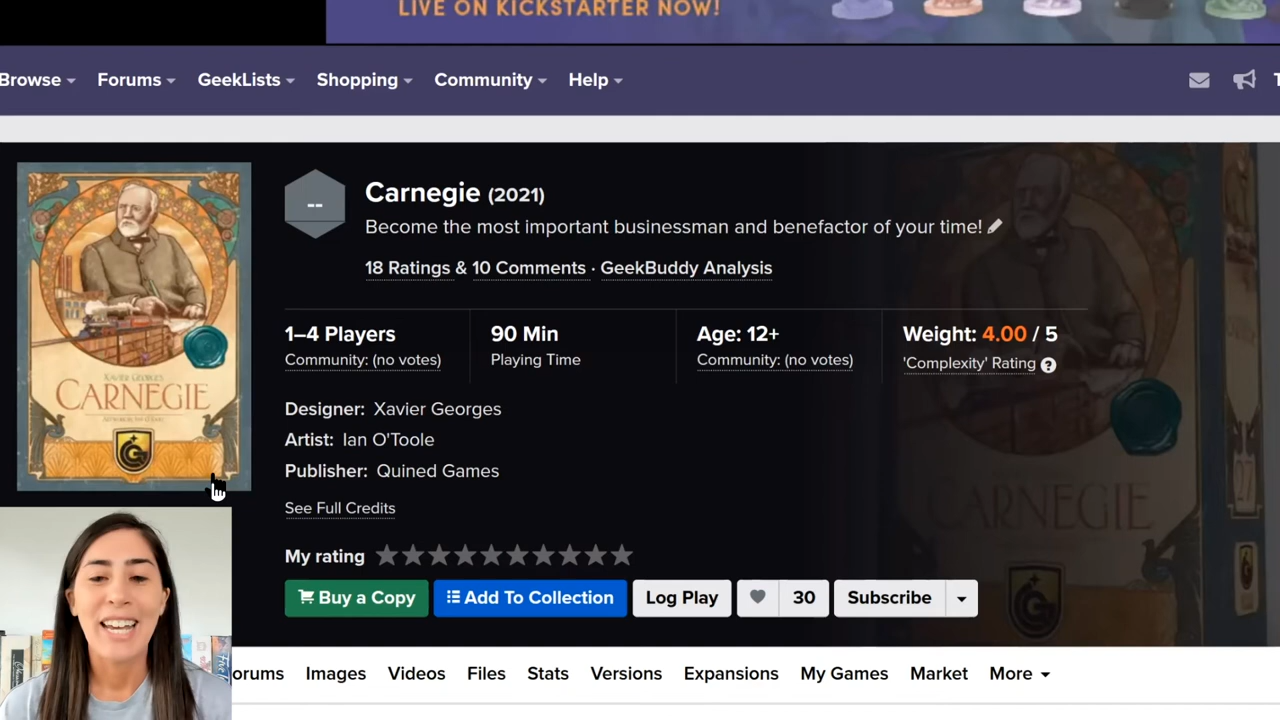 LIVE ON KICKSTARTER NOW!
Browse Forums GeekLists Shopping Community Help
--
Carnegie (2021)
Become the most important businessman and benefactor of your time!
18 Ratings & 10 Comments · GeekBuddy Analysis
1–4 Players 90 Min Age: 12+ Weight: 4.00 / 5
Community: (no votes) Playing Time Community: (no votes) 'Complexity' Rating ?
XAVIER GEORGES
CARNEGIE
Designer: Xavier Georges
Artist: Ian O'Toole
Publisher: Quined Games
See Full Credits
My rating
Buy a Copy Add To Collection Log Play 30 Subscribe
CARNEGIE
orums Images Videos Files Stats Versions Expansions My Games Market More